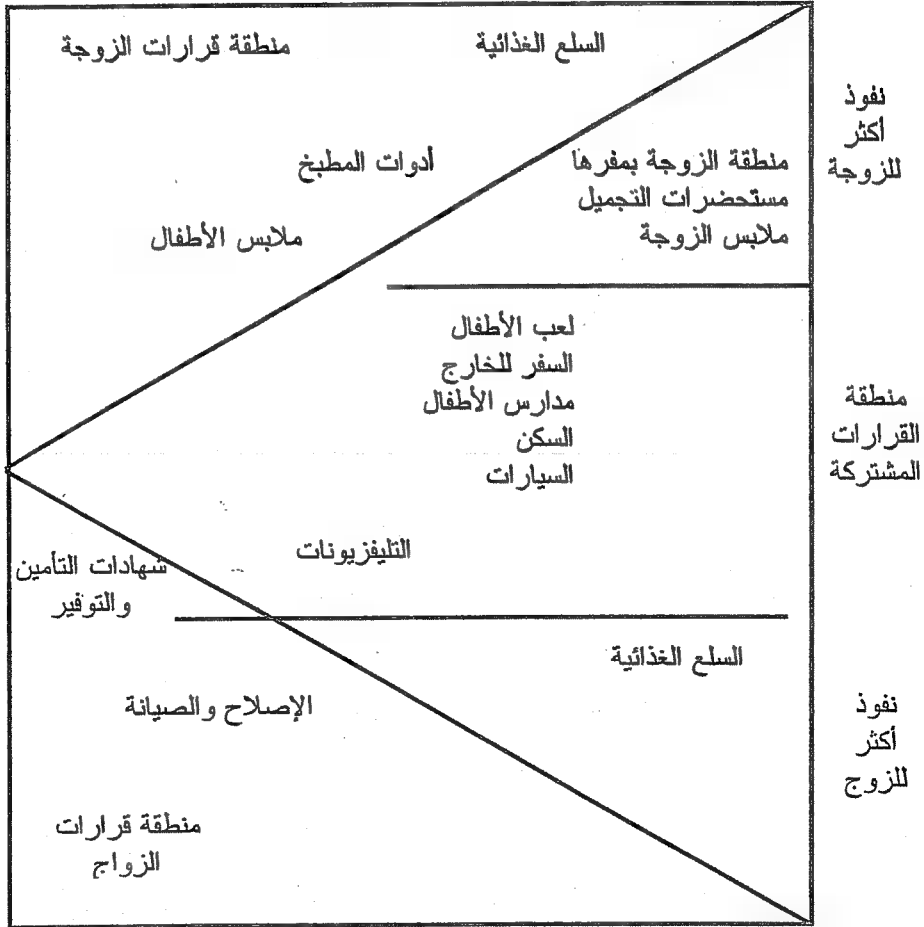 منطقة قرارات الزوجة
السلع الغذائية
نفوذ
أكثر
للزوجة
أدوات المطبخ
منطقة الزوجة بمفرها
مستحضرات التجميل
ملابس الزوجة
ملابس الأطفال
لعب الأطفال
السفر للخارج
مدارس الأطفال
السكن
السيارات
منطقة
القرارات
المشتركة
التليفزيونات
شهادات التأمين
والتوفير
السلع الغذائية
الإصلاح والصيانة
نفوذ
أكثر
للزوج
منطقة قرارات
الزواج